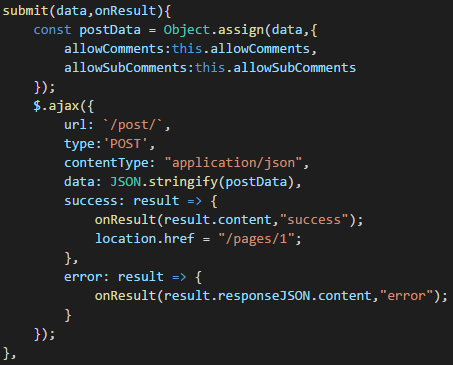 submit(data,onResult){
    const postData = Object.assign(data,{
        allowComments:this.allowComments,
        allowSubComments:this.allowSubComments
    });
    $.ajax({
        url: `/post/`,
        type:'POST',
        contentType: "application/json",
        data: JSON.stringify(postData),
        success: result => {
            onResult(result.content,"success");
            location.href = "/pages/1";
        },
        error: result => {
            onResult(result.responseJSON.content,"error");
        }
    });
},